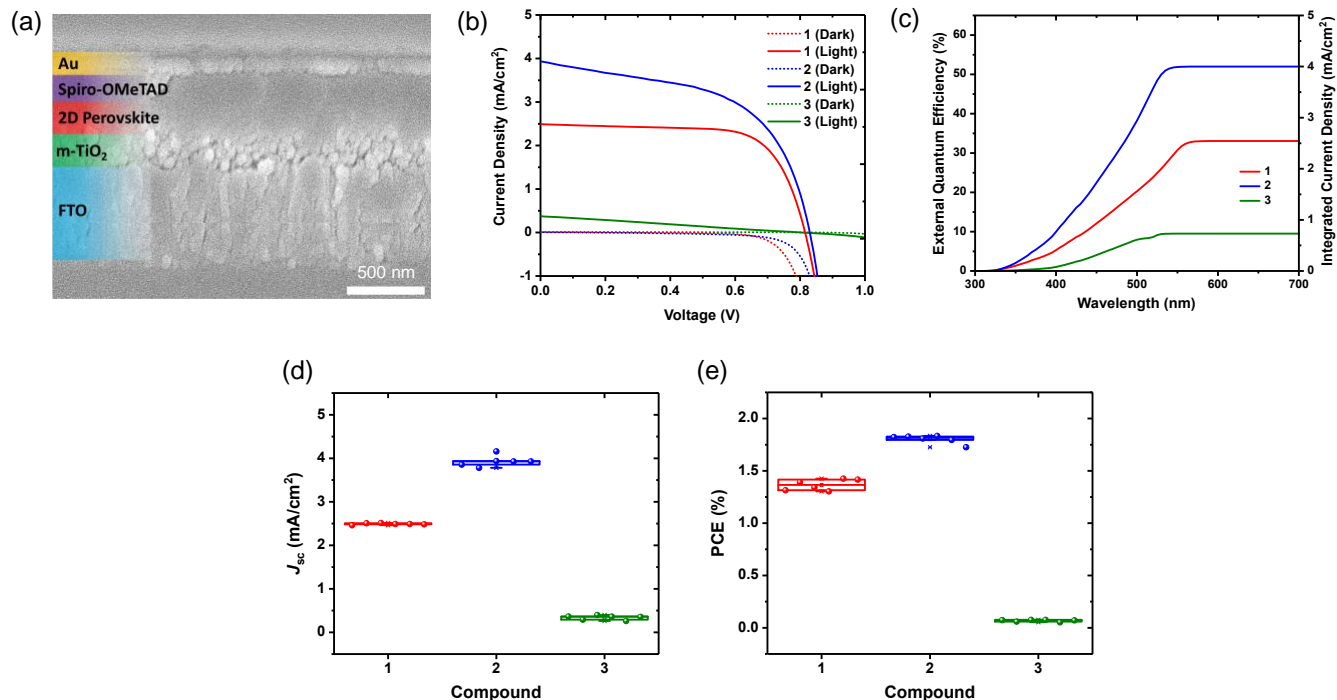 (a)
Au
Spiro-OMeTAD
2D Perovskite
m-TiO₂
FTO
500 nm
(b)
Current Density (mA/cm²)
5
4
3
2
1
0
-1
1 (Dark)
1 (Light)
2 (Dark)
2 (Light)
3 (Dark)
3 (Light)
0.0 0.2 0.4 0.6 0.8 1.0
Voltage (V)
(c)
External Quantum Efficiency (%)
60
50
40
30
20
10
0
1
2
3
5
4
3
2
1
0
Integrated Current Density (mA/cm²)
300 400 500 600 700
Wavelength (nm)
(d)
Jsc (mA/cm²)
5
4
3
2
1
0
1 2 3
Compound
(e)
PCE (%)
2.0
1.5
1.0
0.5
0.0
1 2 3
Compound